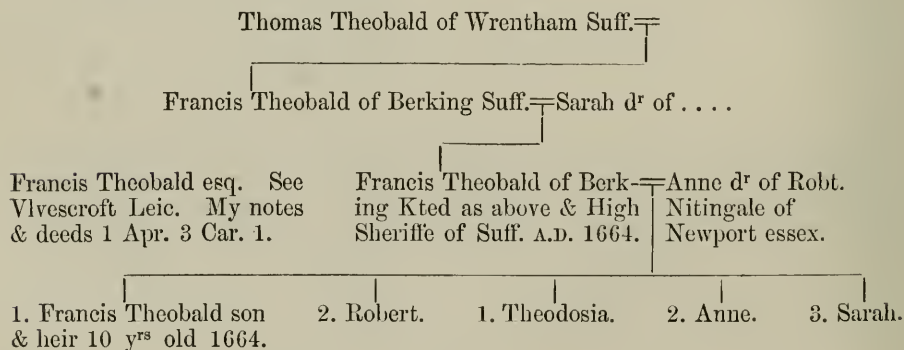 Thomas Theobald of Wrentham Suff.
Francis Theobald of Berking Suff. Sarah dʳ of . . . .
Francis Theobald esq. See
Vlvescroft Leic. My notes
& deeds 1 Apr. 3 Car. 1.
Francis Theobald of Berk-
ing Kted as above & High
Sheriffe of Suff. A.D. 1664.
Anne dʳ of Robt.
Nitingale of
Newport essex.
1. Francis Theobald son
& heir 10 yʳˢ old 1664.
2. Robert.
1. Theodosia.
2. Anne.
3. Sarah.